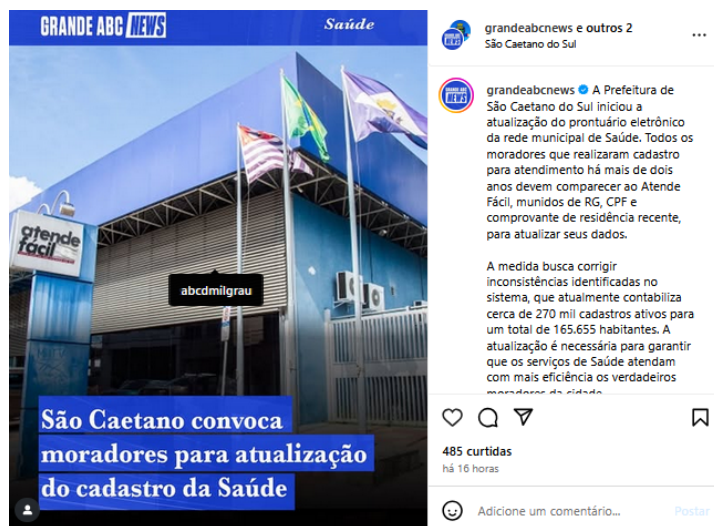 GRANDE ABC NEWS
Saúde
atende
fácil
abcdmilgrau
São Caetano convoca
moradores para atualização
do cadastro da Saúde
grandeabcnews e outros 2
São Caetano do Sul
grandeabcnews A Prefeitura de
São Caetano do Sul iniciou a
atualização do prontuário eletrônico
da rede municipal de Saúde. Todos os
moradores que realizaram cadastro
para atendimento há mais de dois
anos devem comparecer ao Atende
Fácil, munidos de RG, CPF e
comprovante de residência recente,
para atualizar seus dados.
A medida busca corrigir
inconsistências identificadas no
sistema, que atualmente contabiliza
cerca de 270 mil cadastros ativos para
um total de 165.655 habitantes. A
atualização é necessária para garantir
que os serviços de Saúde atendam
com mais eficiência os verdadeiros
moradores da cidade
485 curtidas
há 16 horas
Adicione um comentário...
Postar